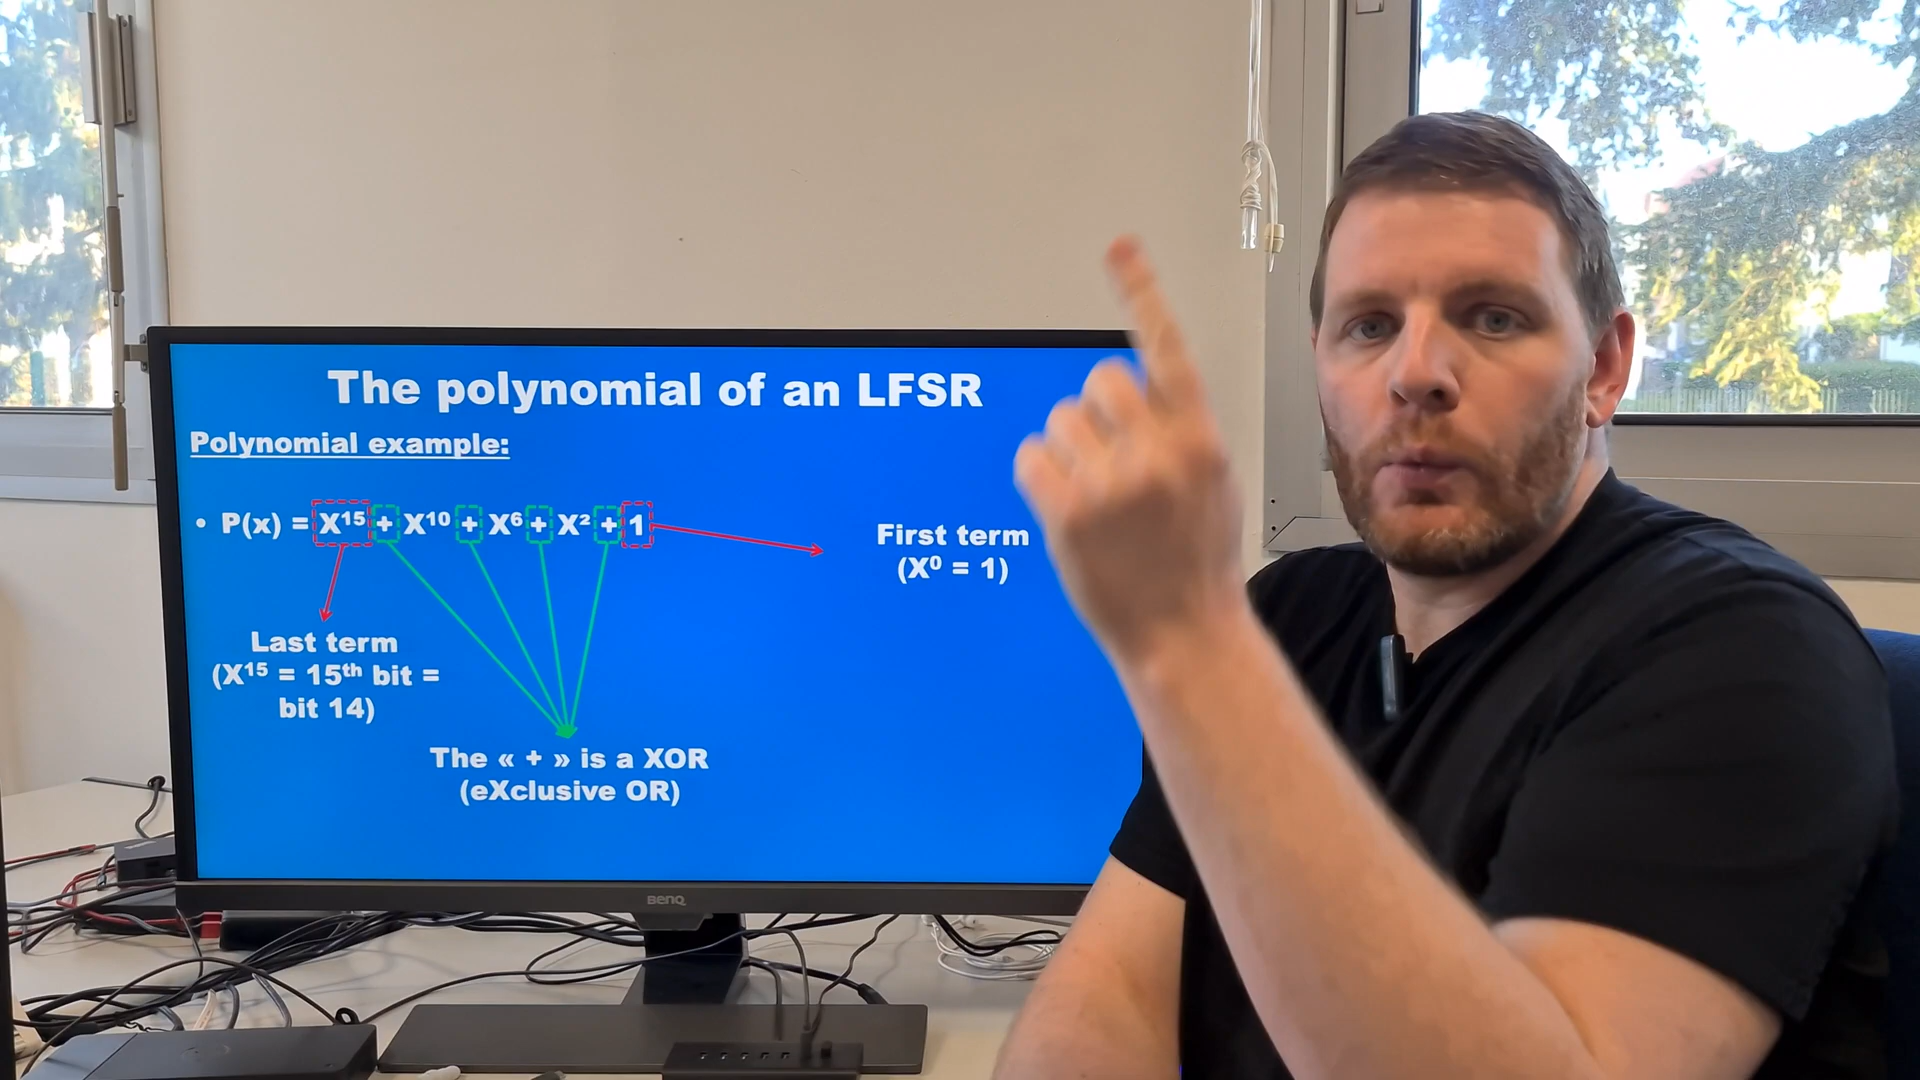 The polynomial of an LFSR
Polynomial example:
• P(x) = X¹⁵ + X¹⁰ + X⁶ + X² + 1
First term
(X⁰ = 1)
Last term
(X¹⁵ = 15ᵗʰ bit =
bit 14)
The « + » is a XOR
(eXclusive OR)
BenQ